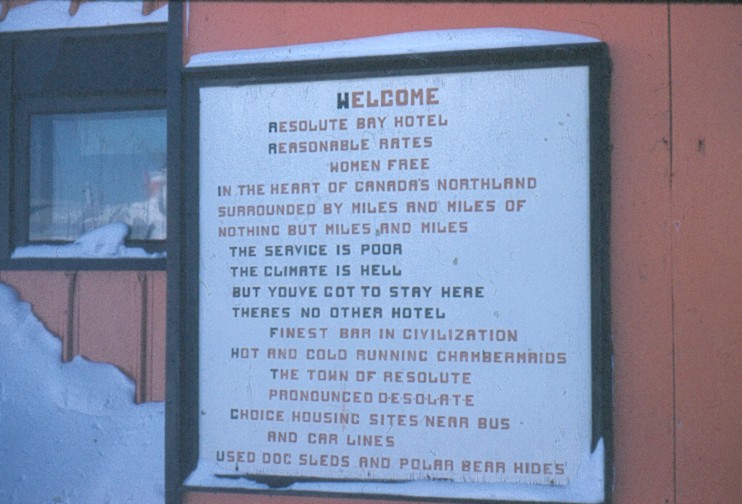 WELCOME
RESOLUTE BAY HOTEL
REASONABLE RATES
WOMEN FREE
IN THE HEART OF CANADA'S NORTHLAND
SURROUNDED BY MILES AND MILES OF
NOTHING BUT MILES AND MILES
THE SERVICE IS POOR
THE CLIMATE IS HELL
BUT YOUVE GOT TO STAY HERE
THERES NO OTHER HOTEL
FINEST BAR IN CIVILIZATION
HOT AND COLD RUNNING CHAMBERMAIDS
THE TOWN OF RESOLUTE
PRONOUNCED D-E-S-O-L-A-T-E
CHOICE HOUSING SITES NEAR BUS
AND CAR LINES
USED DOG SLEDS AND POLAR BEAR HIDES